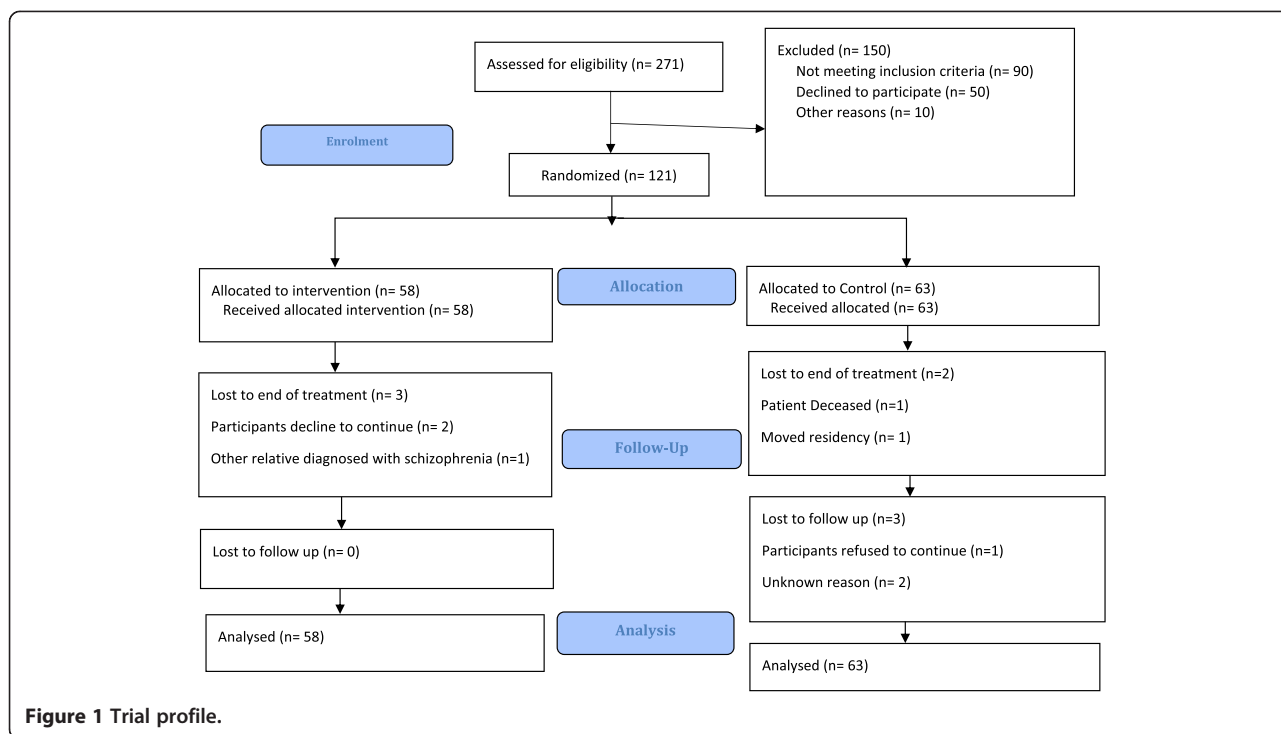 Assessed for eligibility (n= 271)
Excluded (n= 150)
Not meeting inclusion criteria (n= 90)
Declined to participate (n= 50)
Other reasons (n= 10)
Enrolment
Randomized (n= 121)
Allocated to intervention (n= 58)
Received allocated intervention (n= 58)
Allocation
Allocated to Control (n= 63)
Received allocated (n= 63)
Lost to end of treatment (n= 3)
Participants decline to continue (n= 2)
Other relative diagnosed with schizophrenia (n=1)
Follow-Up
Lost to end of treatment (n=2)
Patient Deceased (n=1)
Moved residency (n= 1)
Lost to follow up (n= 0)
Lost to follow up (n=3)
Participants refused to continue (n=1)
Unknown reason (n= 2)
Analysed (n= 58)
Analysis
Analysed (n= 63)
Figure 1 Trial profile.